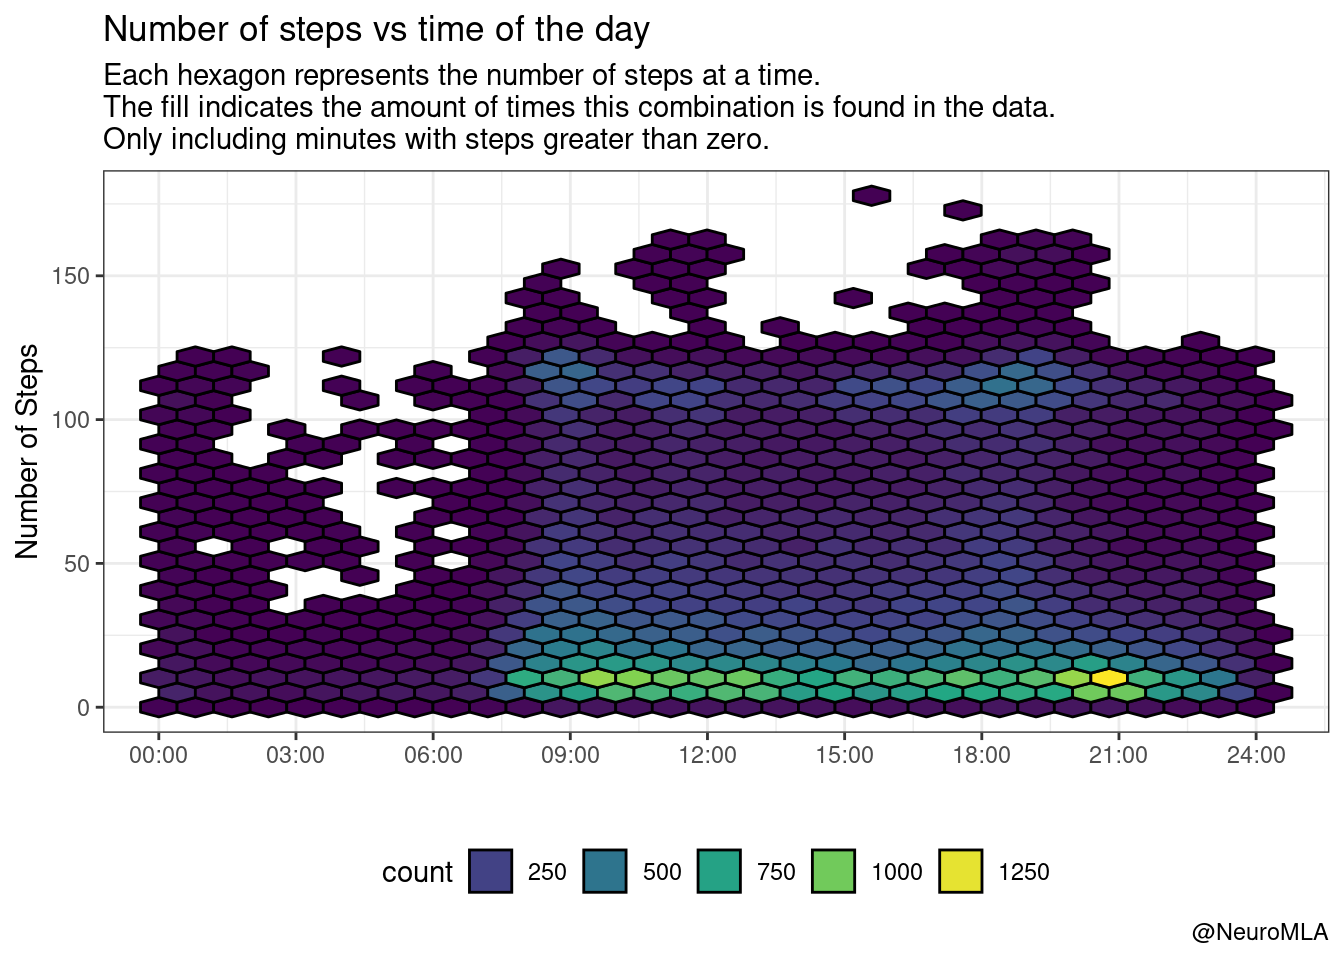 Number of steps vs time of the day
Each hexagon represents the number of steps at a time.
The fill indicates the amount of times this combination is found in the data.
Only including minutes with steps greater than zero.
Number of Steps
150
100
50
0
00:00 03:00 06:00 09:00 12:00 15:00 18:00 21:00 24:00
count 250 500 750 1000 1250
@NeuroMLA